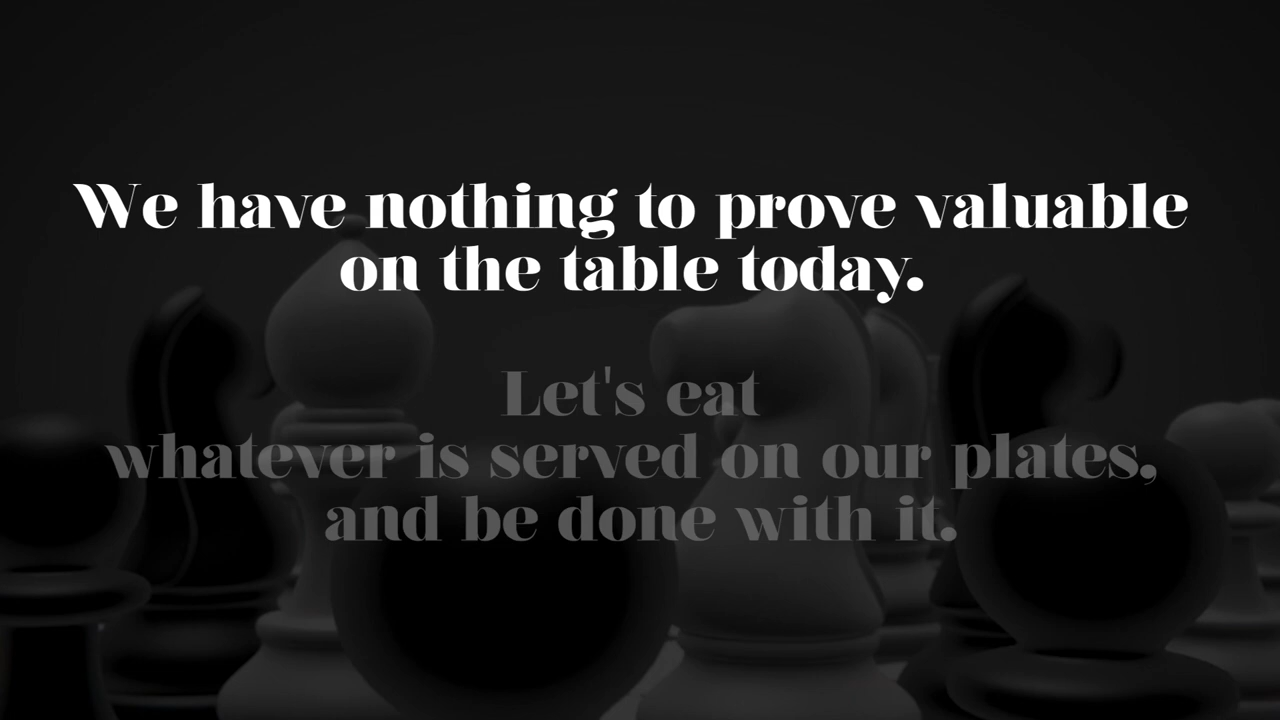 We have nothing to prove valuable
on the table today.
Let's eat
whatever is served on our plates,
and be done with it.